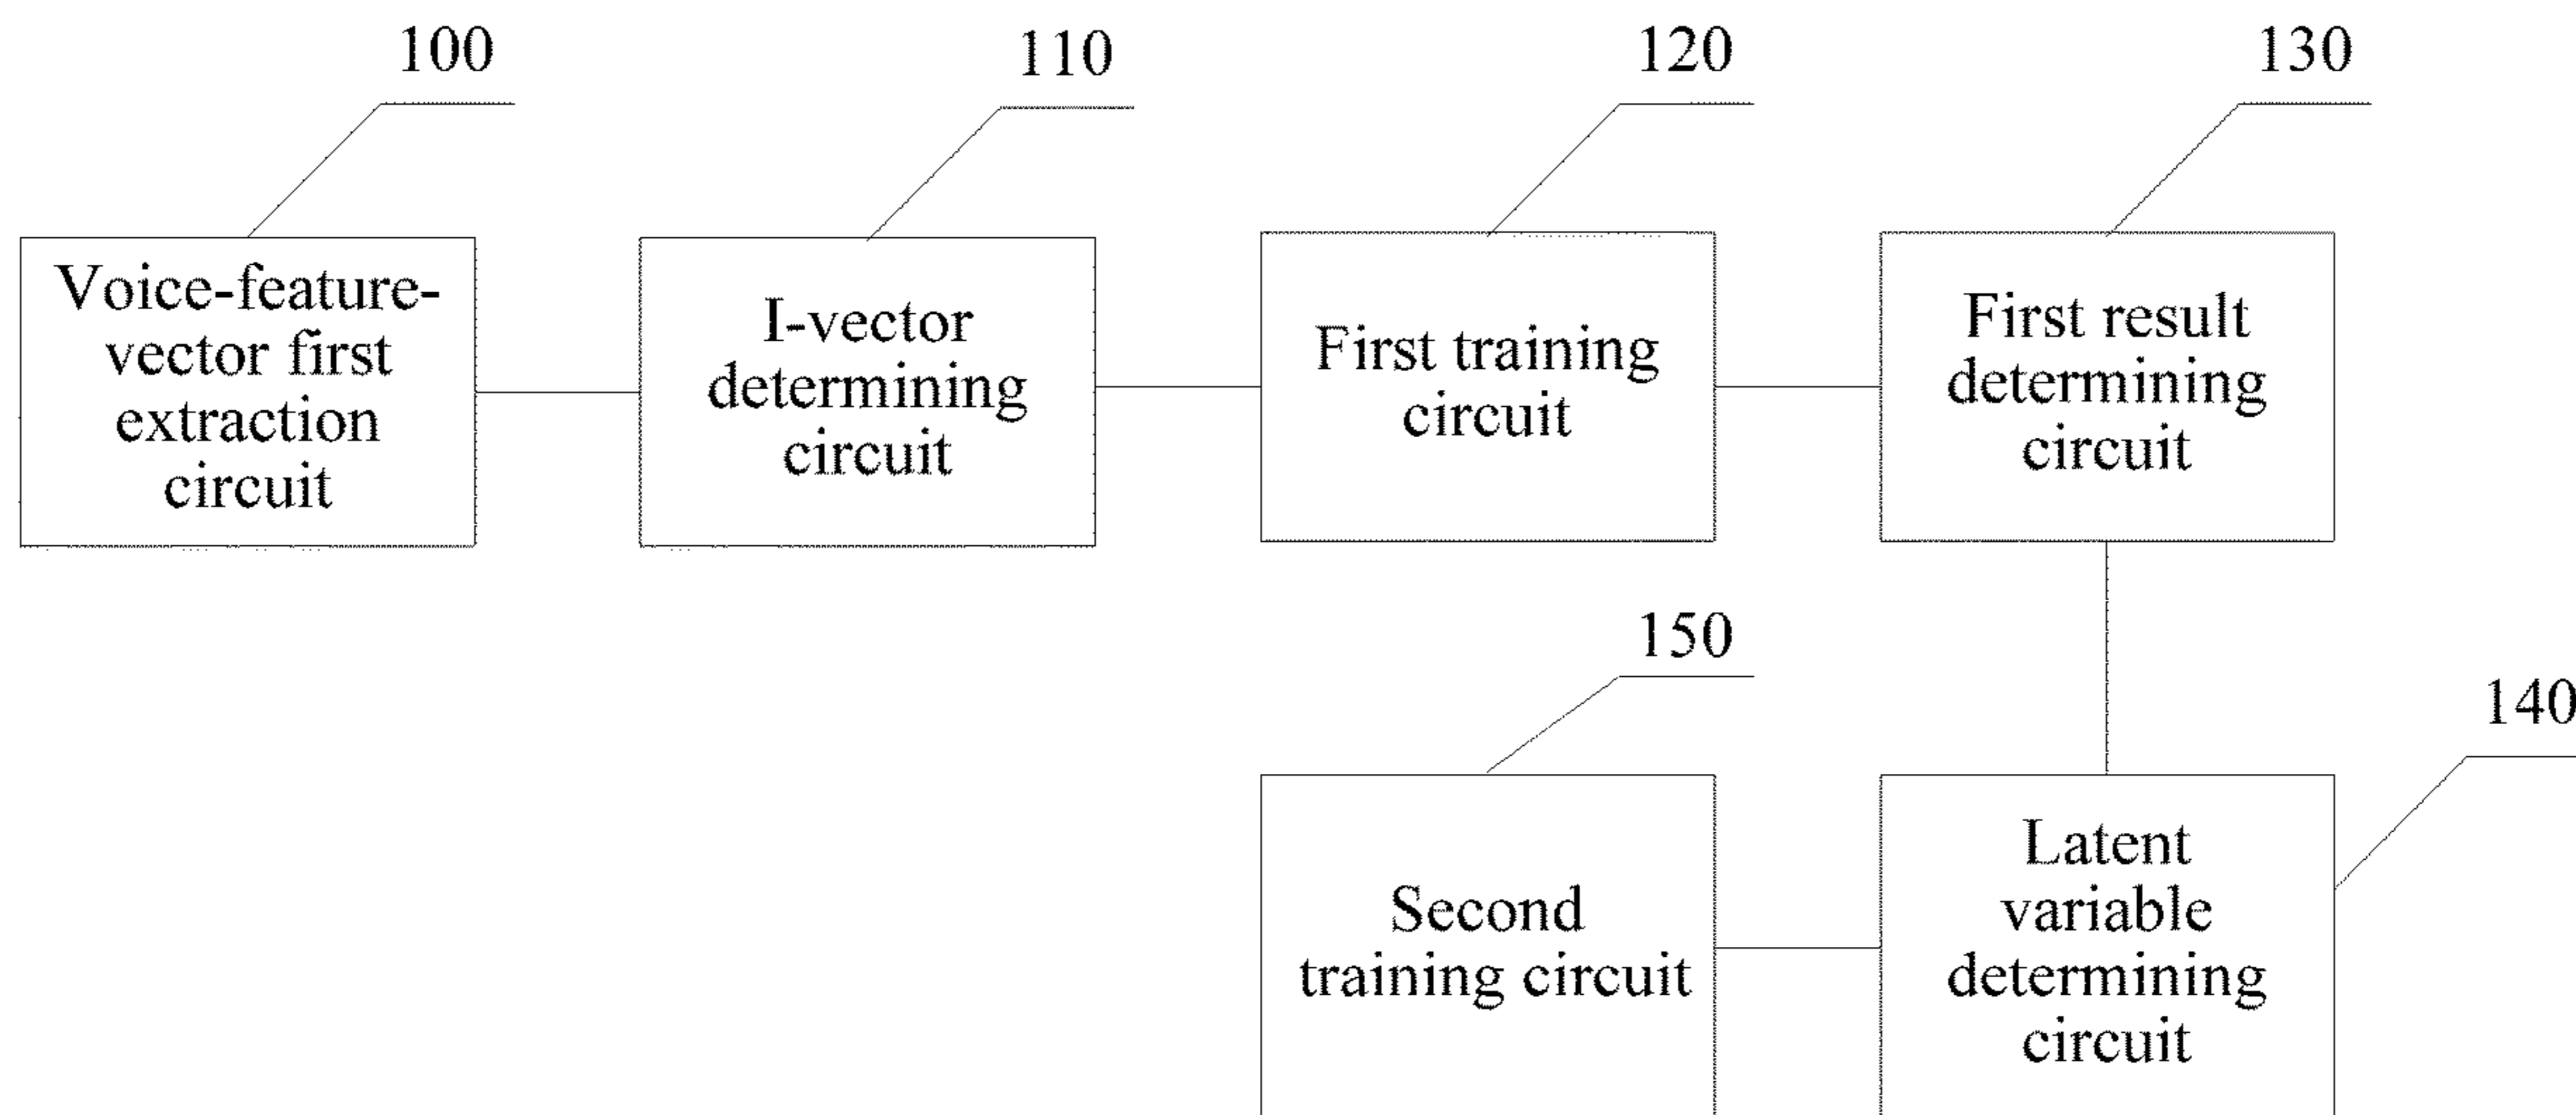 100
110
120
130
Voice-feature-
vector first
extraction
circuit
I-vector
determining
circuit
First training
circuit
First result
determining
circuit
150
140
Second
training circuit
Latent
variable
determining
circuit